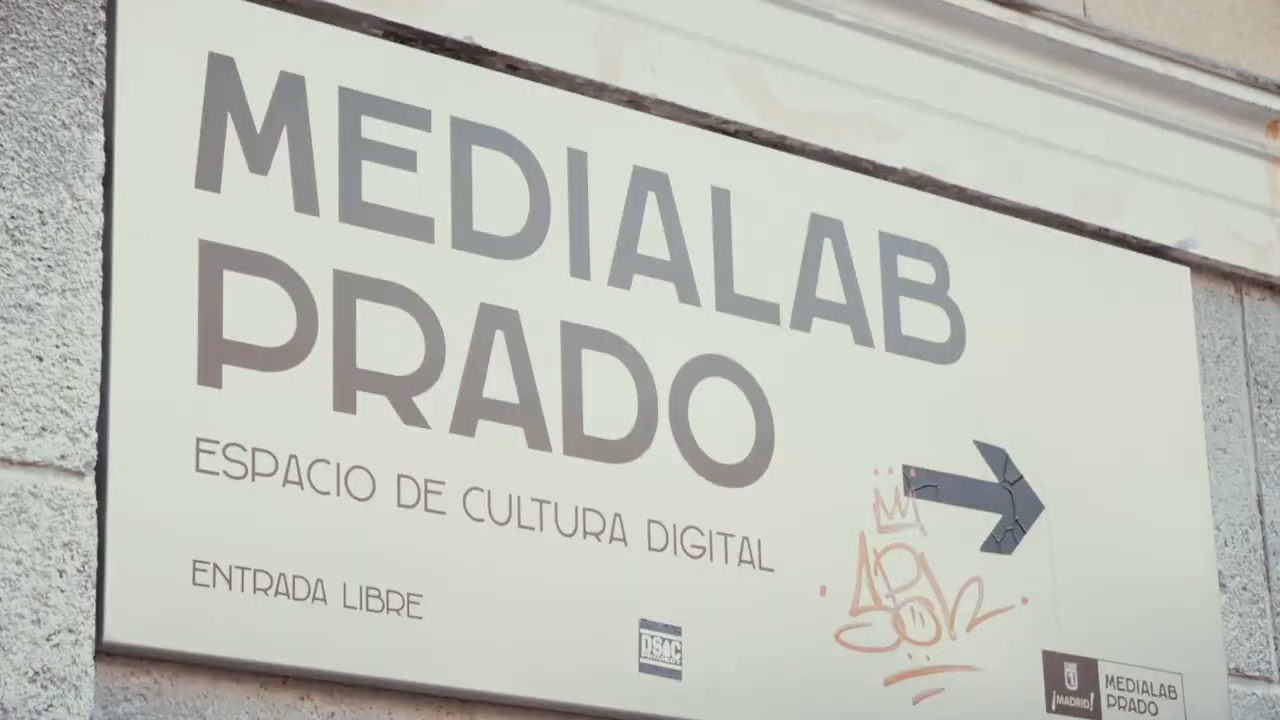 MEDIALAB
PRADO
ESPACIO DE CULTURA DIGITAL
ENTRADA LIBRE
¡MADRID!
MEDIALAB
PRADO